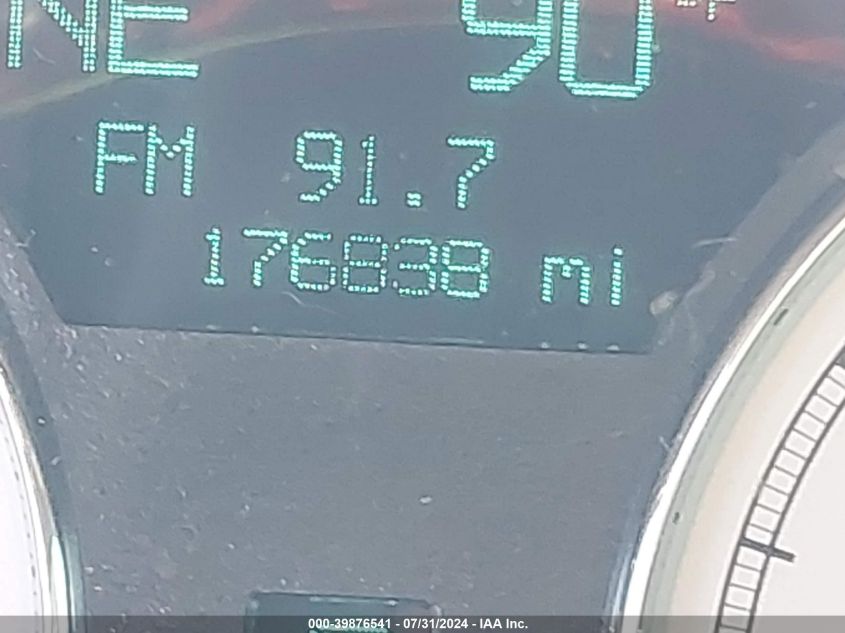 NE 90°F
FM 91.7
176838 mi
000-39876541 - 07/31/2024 - IAA Inc.